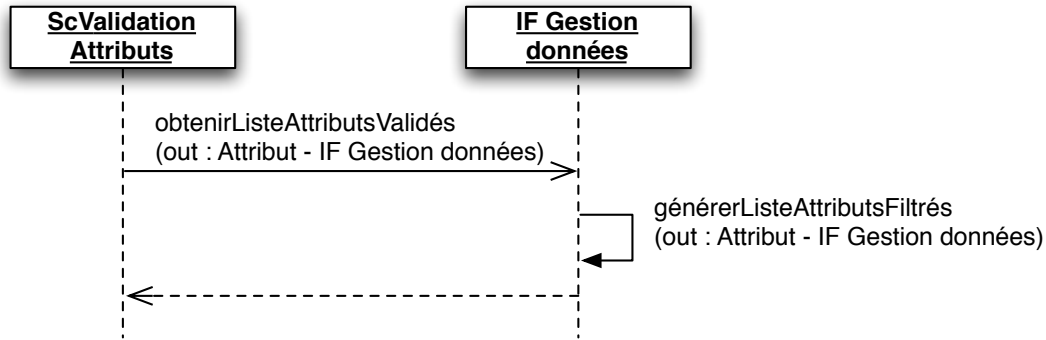 ScValidation
Attributs
IF Gestion
données
obtenirListeAttributsValidés
(out : Attribut - IF Gestion données)
générerListeAttributsFiltrés
(out : Attribut - IF Gestion données)